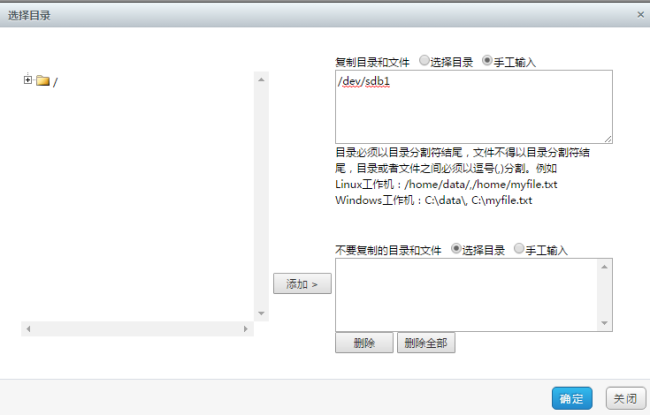 选择目录
×
复制目录和文件 选择目录 手工输入
/
/dev/sdb1
目录必须以目录分割符结尾，文件不得以目录分割符结
尾，目录或者文件之间必须以逗号(,)分割。例如
Linux工作机：/home/data/,/home/myfile.txt
Windows工作机：C:\data\, C:\myfile.txt
不要复制的目录和文件 选择目录 手工输入
添加 >
删除 删除全部
确定 关闭